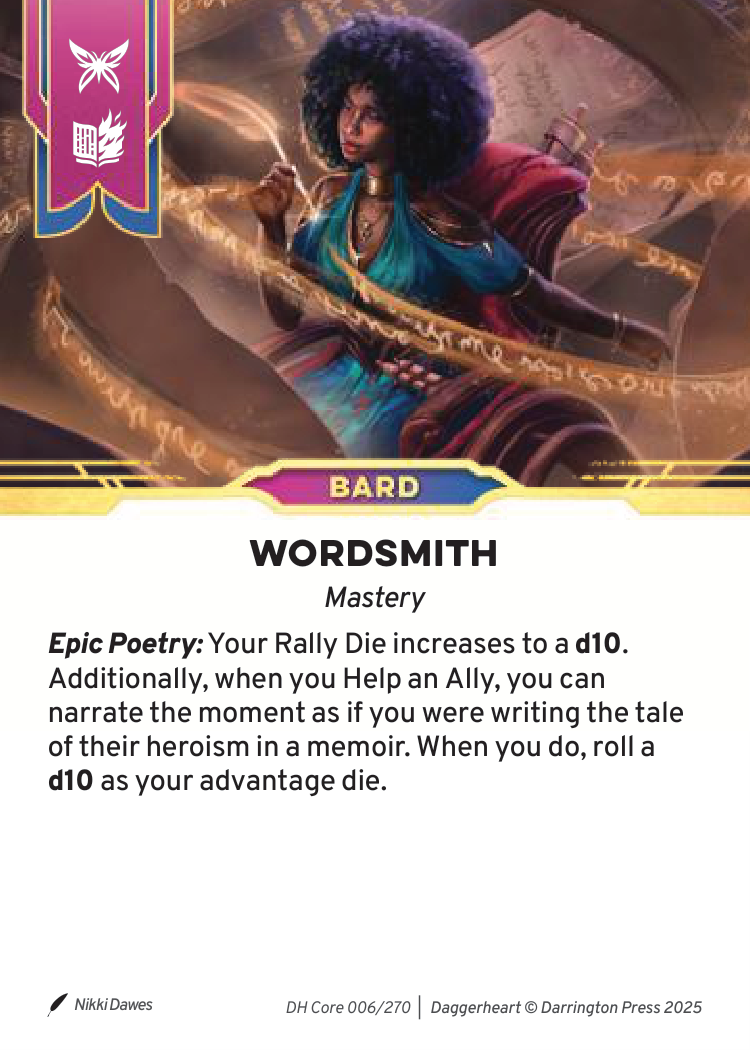 BARD
WORDSMITH
Mastery
Epic Poetry: Your Rally Die increases to a d10.
Additionally, when you Help an Ally, you can
narrate the moment as if you were writing the tale
of their heroism in a memoir. When you do, roll a
d10 as your advantage die.
Nikki Dawes
DH Core 006/270 | Daggerheart © Darrington Press 2025